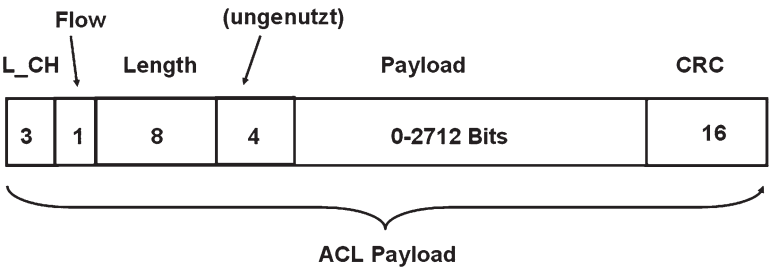 Flow
(ungenutzt)
L_CH Length Payload CRC
3 1 8 4 0-2712 Bits 16
ACL Payload